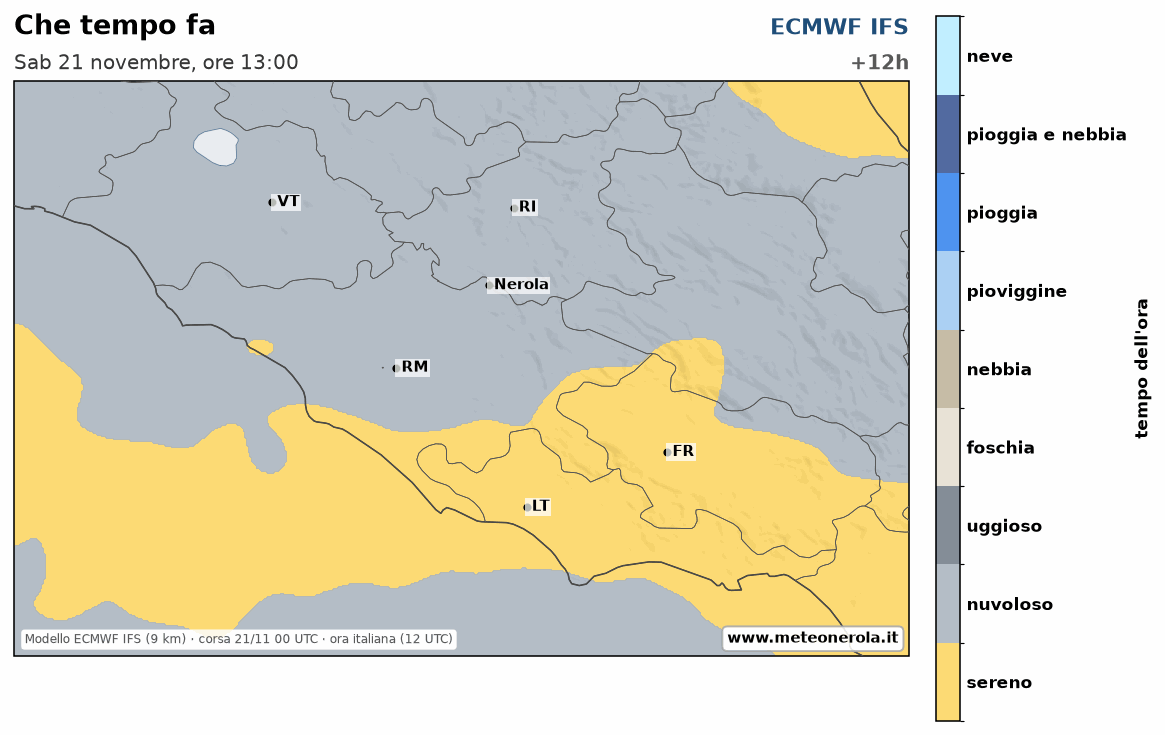 Che tempo fa
ECMWF IFS
Sab 21 novembre, ore 13:00
+12h
VT
RI
Nerola
RM
FR
LT
Modello ECMWF IFS (9 km) · corsa 21/11 00 UTC · ora italiana (12 UTC)
www.meteonerola.it
neve
pioggia e nebbia
pioggia
pioviggine
nebbia
foschia
uggioso
nuvoloso
sereno
tempo dell'ora